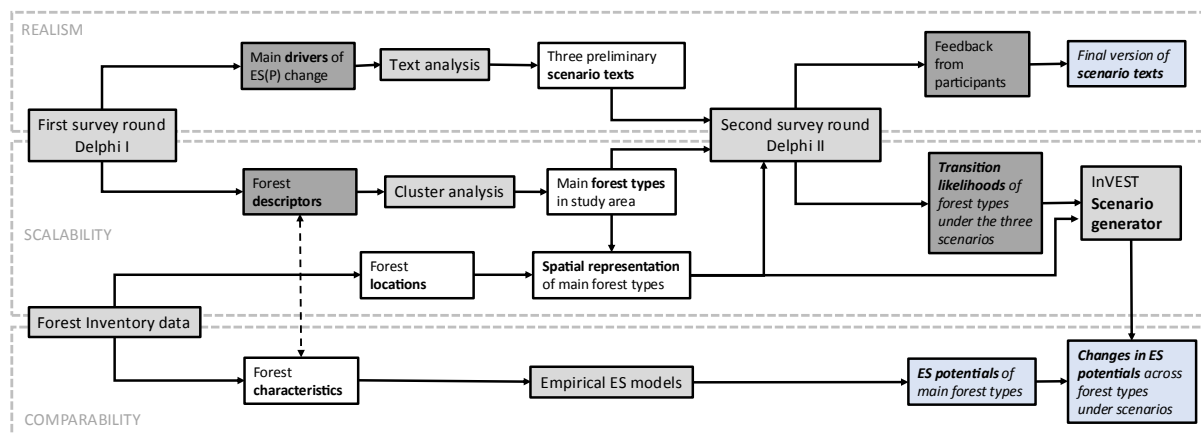 REALISM
Main drivers of
ES(P) change
Text analysis
Three preliminary
scenario texts
Feedback
from
participants
Final version of
scenario texts
First survey round
Delphi I
Second survey round
Delphi II
Forest
descriptors
Cluster analysis
Main forest types
in study area
Transition
likelihoods of
forest types
under the three
scenarios
InVEST
Scenario
generator
SCALABILITY
Forest
locations
Spatial representation
of main forest types
Forest Inventory data
Forest
characteristics
Empirical ES models
ES potentials of
main forest types
Changes in ES
potentials across
forest types
under scenarios
COMPARABILITY